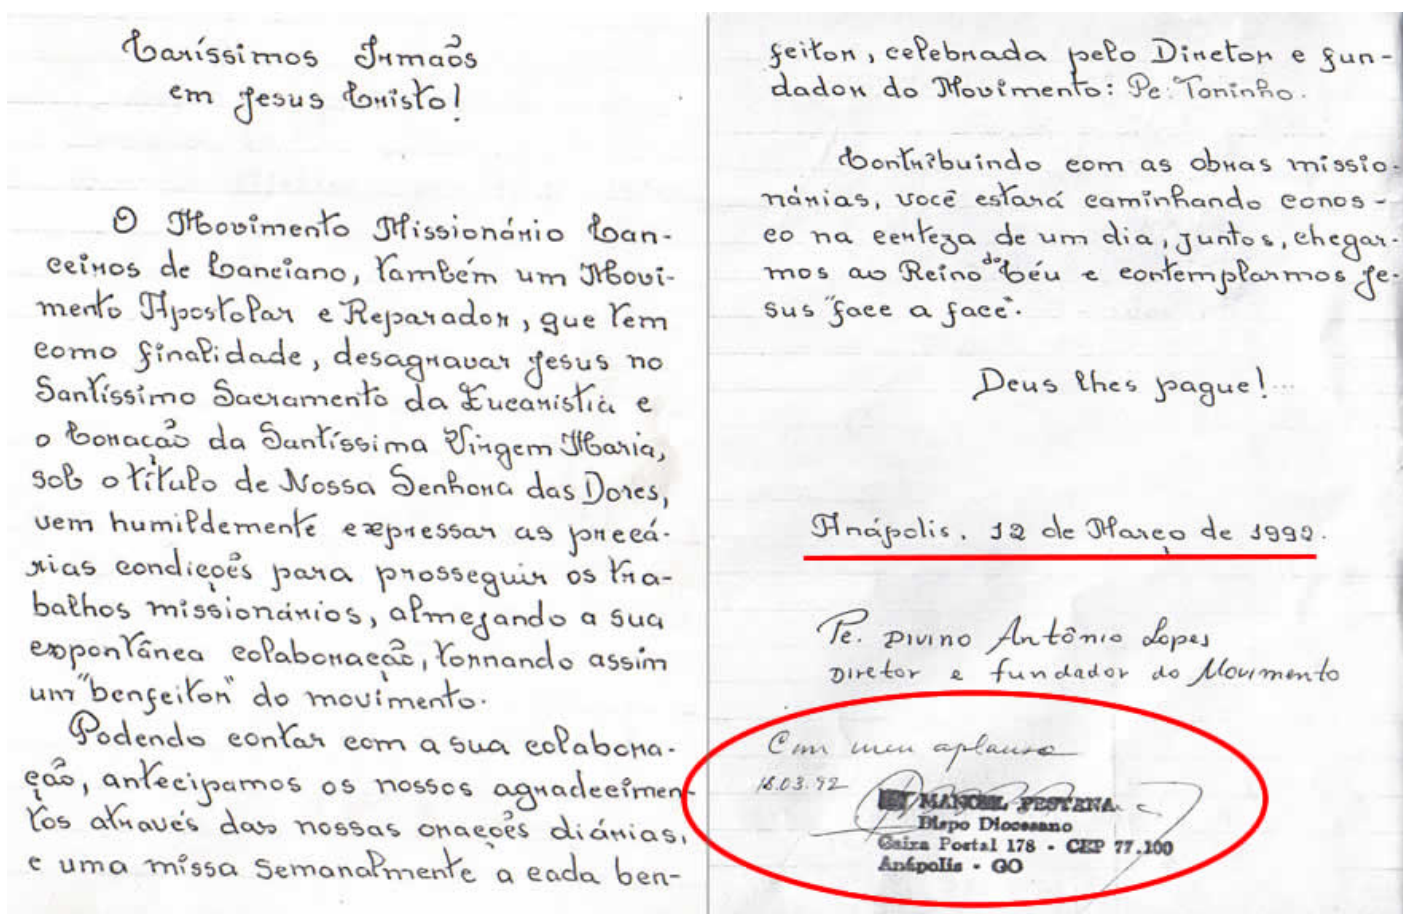 Caríssimos Irmãos
em Jesus Cristo!
O Movimento Missionário Lan-
ceiros de Lanciano, também um Movi-
mento Apostolar e Reparador, que tem
como finalidade, desagravar Jesus no
Santíssimo Sacramento da Eucaristia e
o Coração da Santíssima Virgem Maria,
sob o título de Nossa Senhora das Dores,
vem humildemente expressar as precá-
rias condições para prosseguir os tra-
balhos missionários, almejando a sua
expontânea colaboração, tornando assim
um "benfeitor" do movimento.
Podendo contar com a sua colabora-
ção, antecipamos os nossos agradecimen-
tos através das nossas orações diárias,
e uma missa semanalmente a cada ben-
feitor, celebrada pelo Diretor e fun-
dador do Movimento: Pe. Toninho.
Contribuindo com as obras missio-
nárias, você estará caminhando conos-
co na certeza de um dia, juntos, chegar-
mos ao Reino do Céu e contemplarmos Je-
sus "face a face".
Deus lhes pague!...
Anápolis, 12 de Março de 1992.
Pe. Divino Antônio Lopes
Diretor e fundador do Movimento
Com meu aplauso
18.03.92
MANOEL PESTANA
Bispo Diocesano
Caixa Postal 178 - CEP 77.100
Anápolis - GO